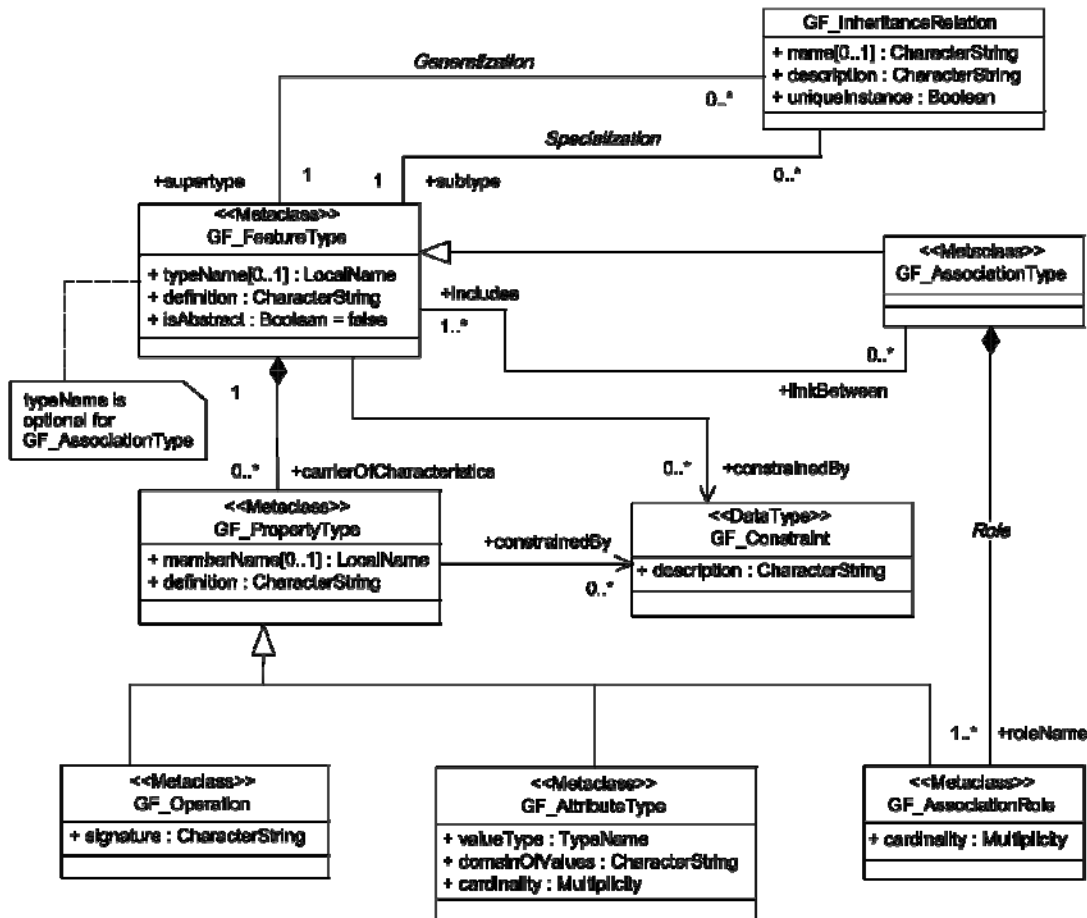 GF_InheritanceRelation
+ name[0..1] : CharacterString
+ description : CharacterString
+ uniqueInstance : Boolean
Generalization
0..*
Specialization
0..*
+supertype
1
1
+subtype
<<Metaclass>>
GF_FeatureType
+ typeName[0..1] : LocalName
+ definition : CharacterString
+ isAbstract : Boolean = false
<<Metaclass>>
GF_AssociationType
+includes
1..*
0..*
+linkBetween
typeName is
optional for
GF_AssociationType
1
0..*
+carrierOfCharacteristics
0..*
+constrainedBy
<<Metaclass>>
GF_PropertyType
+ memberName[0..1] : LocalName
+ definition : CharacterString
+constrainedBy
0..*
<<DataType>>
GF_Constraint
+ description : CharacterString
Role
1..*
+roleName
<<Metaclass>>
GF_Operation
+ signature : CharacterString
<<Metaclass>>
GF_AttributeType
+ valueType : TypeName
+ domainOfValues : CharacterString
+ cardinality : Multiplicity
<<Metaclass>>
GF_AssociationRole
+ cardinality : Multiplicity